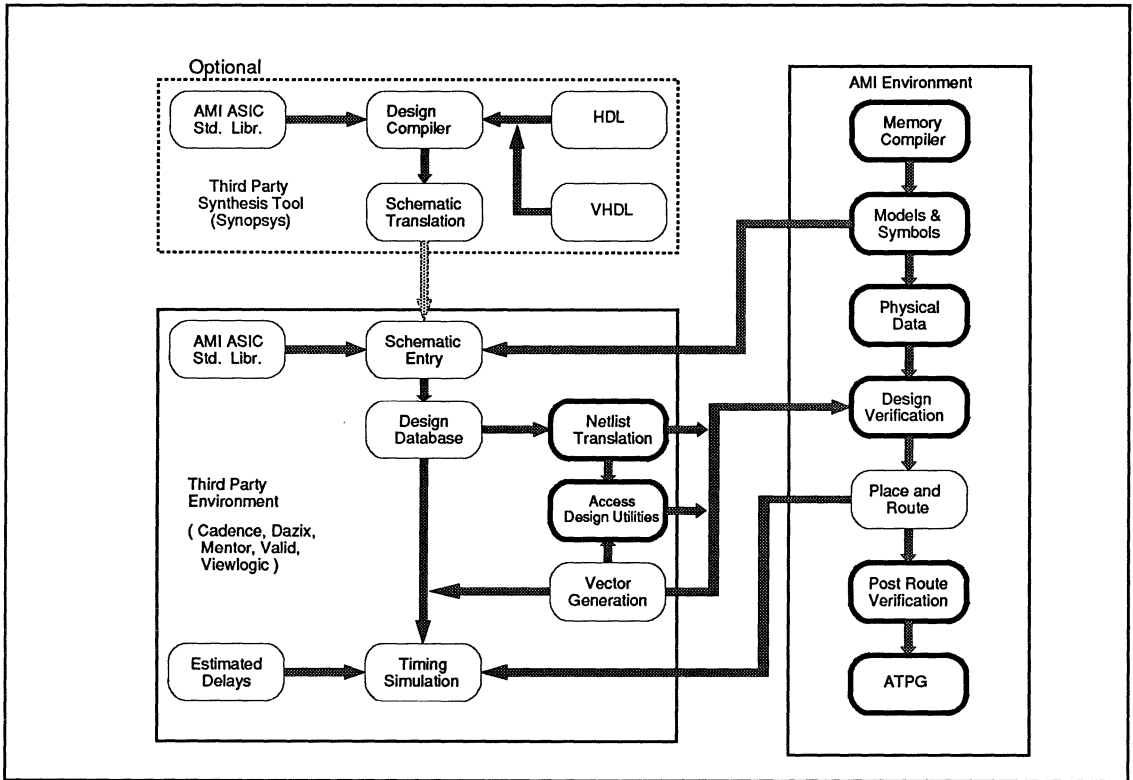 Optional
AMI ASIC
Std. Libr.
Design
Compiler
HDL
Third Party
Synthesis Tool
(Synopsys)
Schematic
Translation
VHDL
AMI ASIC
Std. Libr.
Schematic
Entry
Design
Database
Netlist
Translation
Third Party
Environment
( Cadence, Dazix,
Mentor, Valid,
Viewlogic )
Access
Design Utilities
Vector
Generation
Estimated
Delays
Timing
Simulation
AMI Environment
Memory
Compiler
Models &
Symbols
Physical
Data
Design
Verification
Place and
Route
Post Route
Verification
ATPG